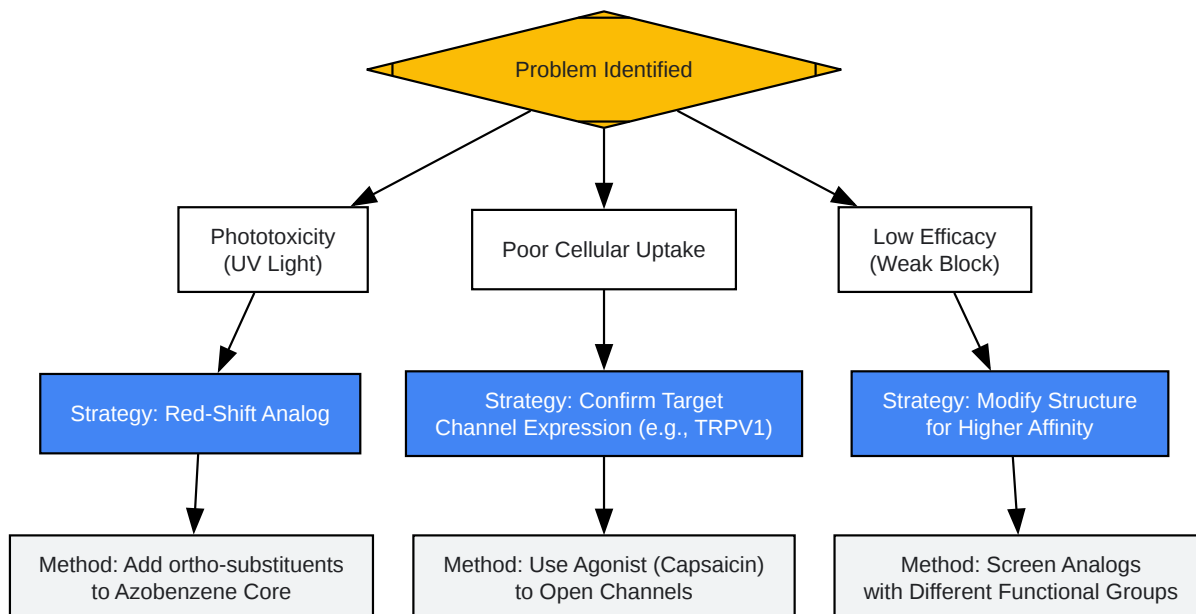 Problem Identified
Phototoxicity
(UV Light)
Poor Cellular Uptake
Low Efficacy
(Weak Block)
Strategy: Red-Shift Analog
Strategy: Confirm Target
Channel Expression (e.g., TRPV1)
Strategy: Modify Structure
for Higher Affinity
Method: Add ortho-substituents
to Azobenzene Core
Method: Use Agonist (Capsaicin)
to Open Channels
Method: Screen Analogs
with Different Functional Groups